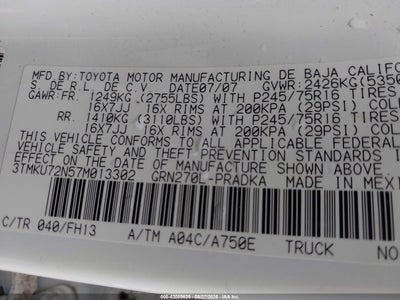 MFD.BY:TOYOTA MOTOR MANUFACTURING DE BAJA CALIFO
S. DE R.L. DE C.V. DATE07/07 GVWR:2426KG(5350
GAWR:FR. 1249KG (2755LBS) WITH P245/75R16 TIRES
16X7JJ 16X RIMS AT 200KPA (29PSI) COL
RR. 1410KG (3110LBS) WITH P245/75R16 TIRES
16X7JJ 16X RIMS AT 200KPA (29PSI) COL
THIS VEHICLE CONFORMS TO ALL APPLICABLE FEDERAL
VEHICLE SAFETY AND THEFT PREVENTION STANDARDS I
EFFECT ON THE DATE OF MANUFACTURE SHOWN ABOVE.
3TMKU72N57M013302 GRN270L-PRADKA MADE IN MEXI
C/TR 040/FH13 A/TM A04C/A750E TRUCK NO